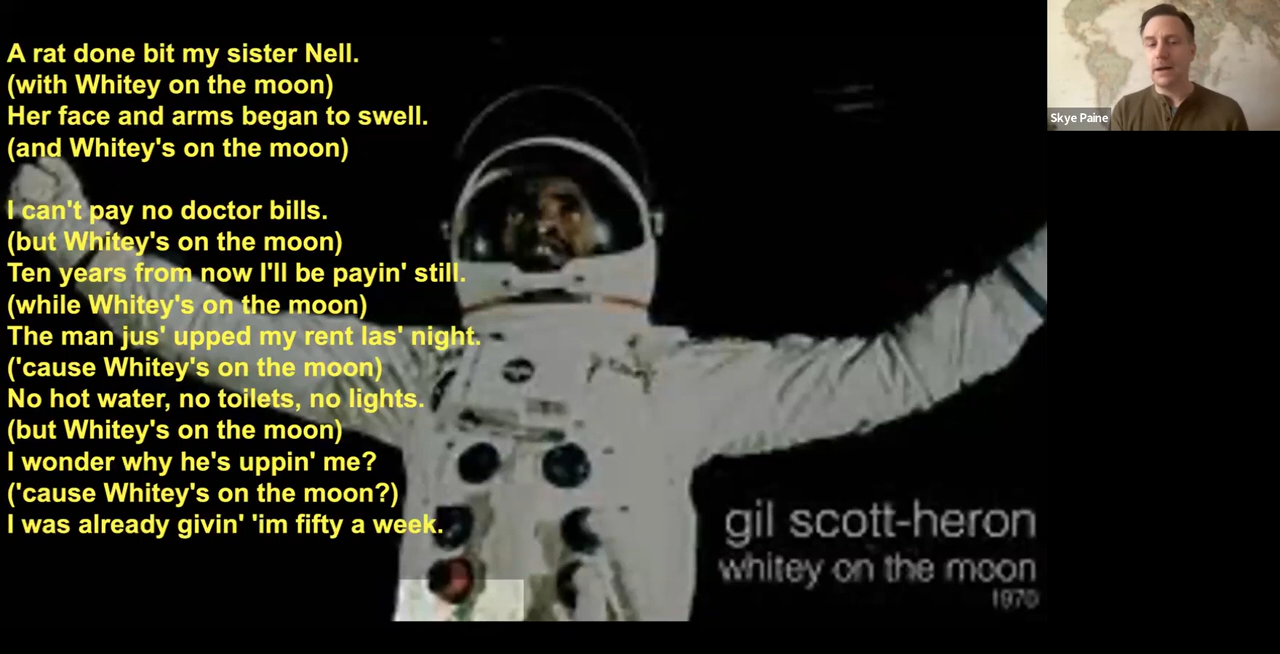 A rat done bit my sister Nell.
(with Whitey on the moon)
Her face and arms began to swell.
(and Whitey's on the moon)
I can't pay no doctor bills.
(but Whitey's on the moon)
Ten years from now I'll be payin' still.
(while Whitey's on the moon)
The man jus' upped my rent las' night.
('cause Whitey's on the moon)
No hot water, no toilets, no lights.
(but Whitey's on the moon)
I wonder why he's uppin' me?
('cause Whitey's on the moon?)
I was already givin' 'im fifty a week.
gil scott-heron
whitey on the moon
1970
Skye Paine